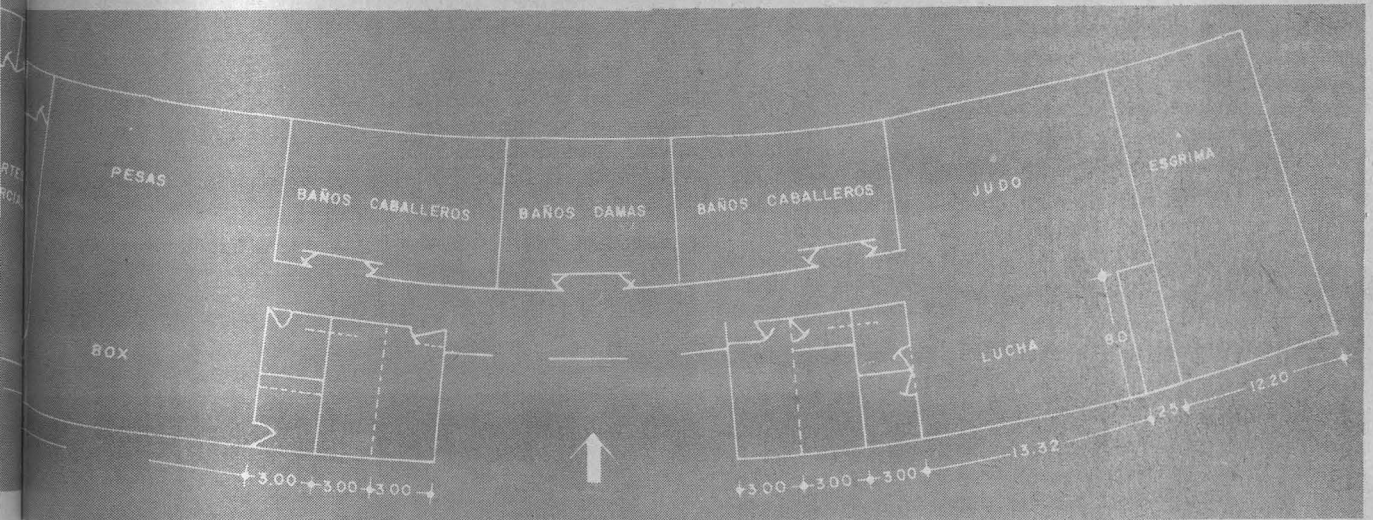 PESAS
BAÑOS CABALLEROS
BAÑOS DAMAS
BAÑOS CABALLEROS
JUDO
ESGRIMA
BOX
LUCHA
8.0
3.00 3.00 3.00
3.00 3.00 3.00
13.32
2.5
12.20